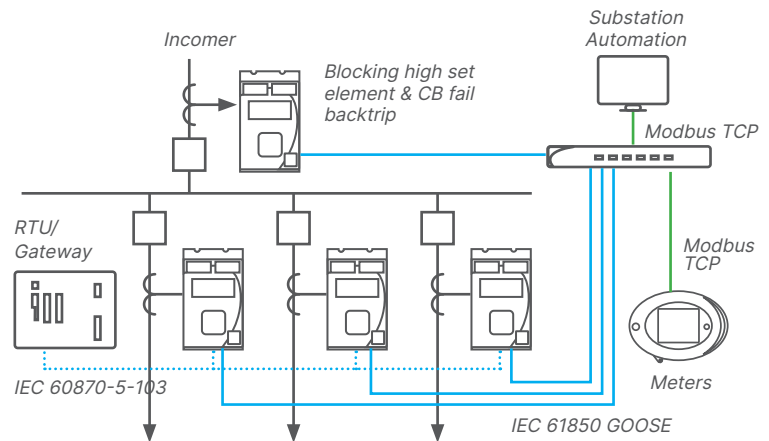 Substation
Automation
Incomer
Blocking high set
element & CB fail
backtrip
Modbus TCP
RTU/
Gateway
Modbus
TCP
IEC 60870-5-103
Meters
IEC 61850 GOOSE